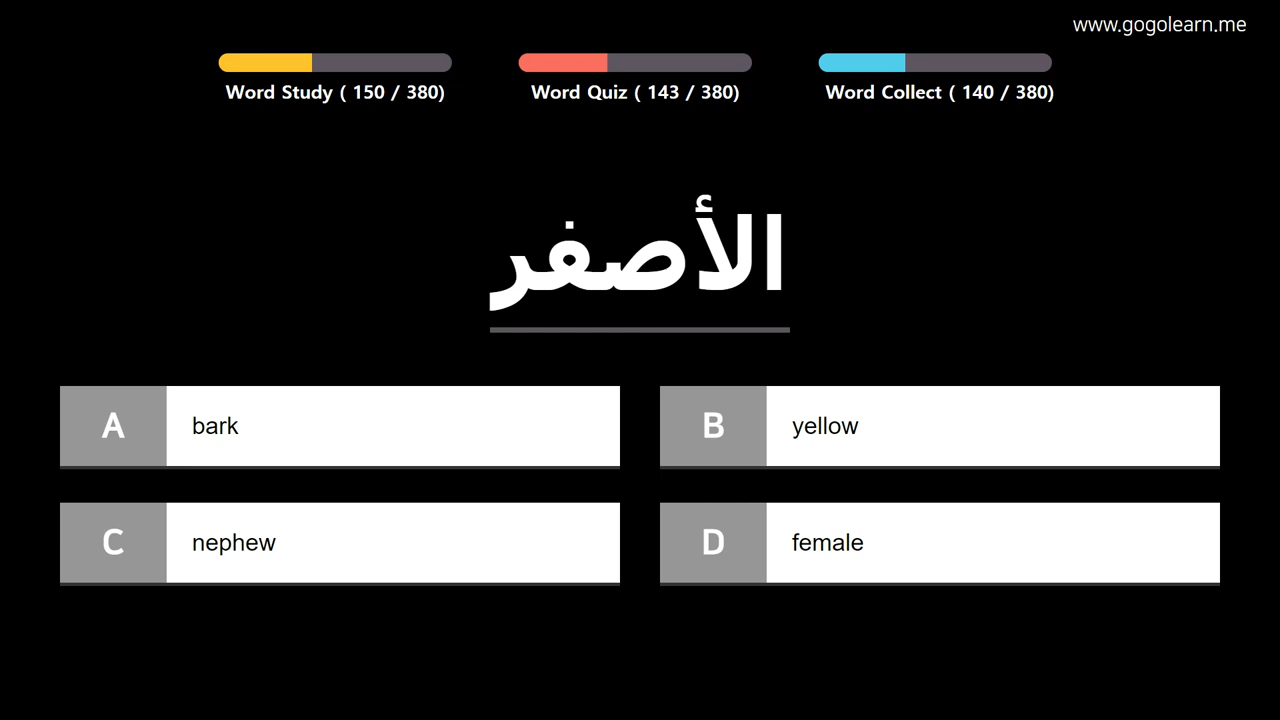 www.gogolearn.me
Word Study ( 150 / 380)
Word Quiz ( 143 / 380)
Word Collect ( 140 / 380)
الأصفر
A bark
B yellow
C nephew
D female